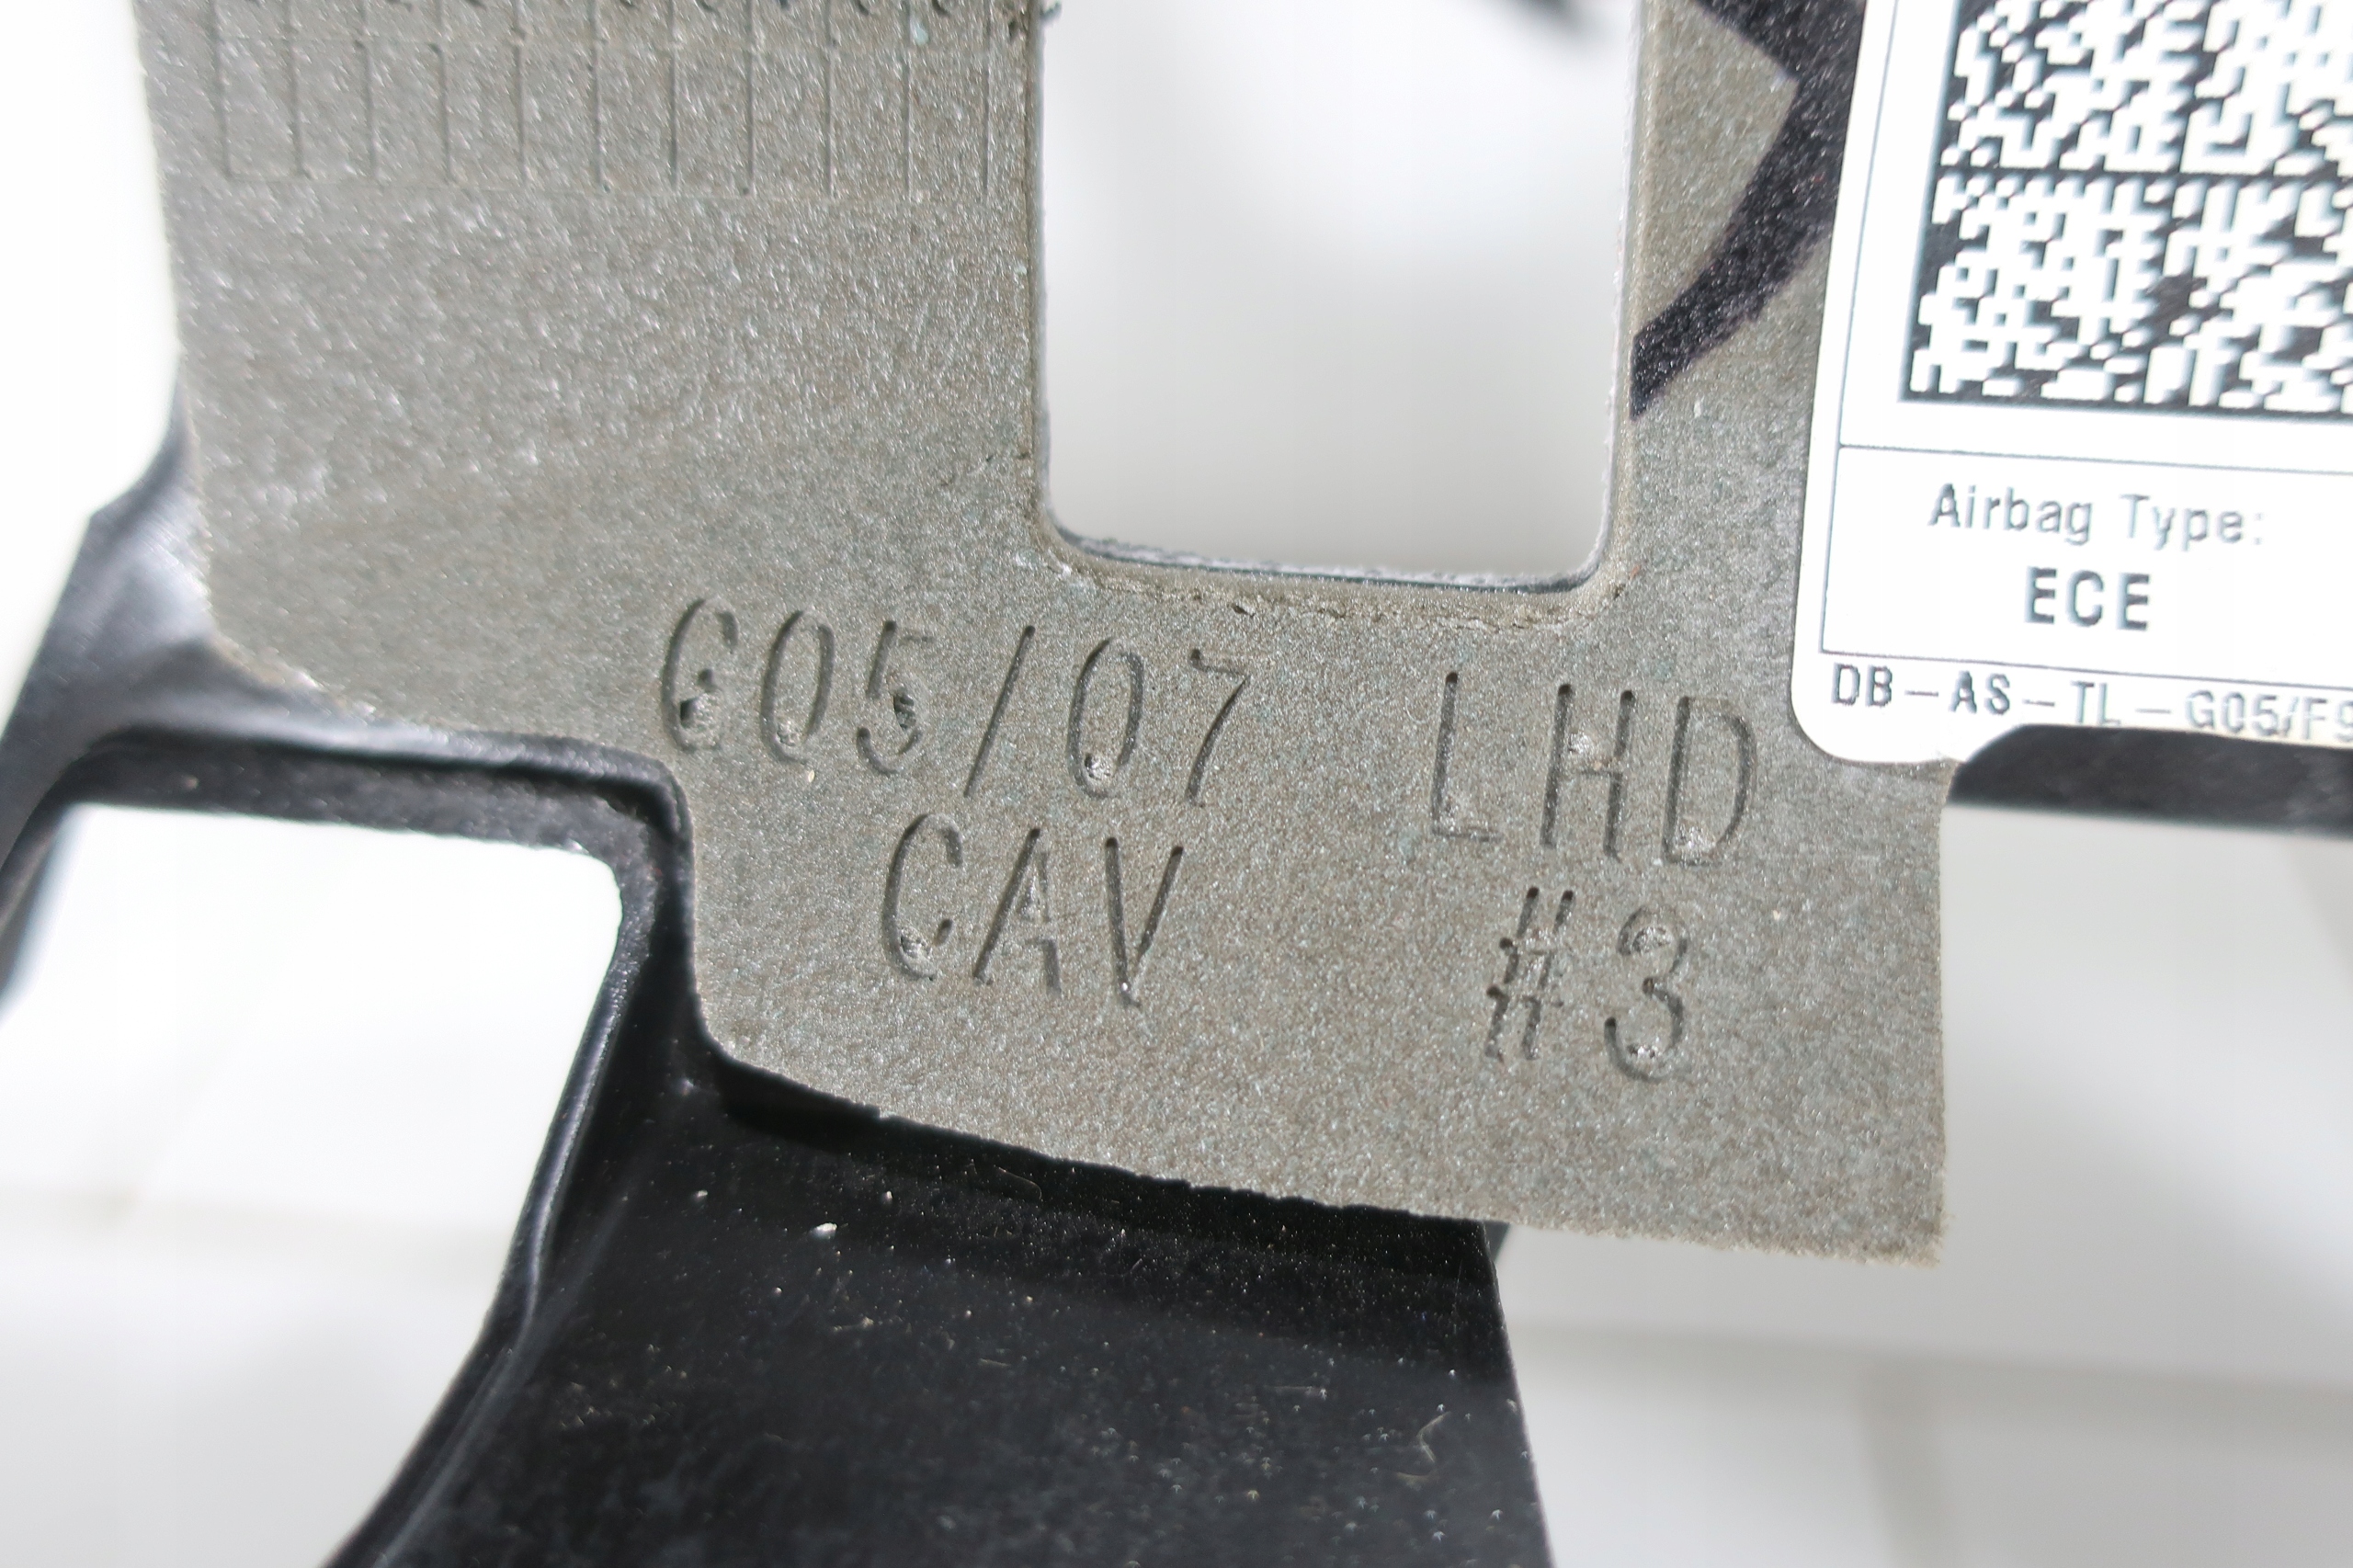 Airbag Type:
ECE
DB-AS-TL-G05/F9
G05/07 LHD
CAV #3